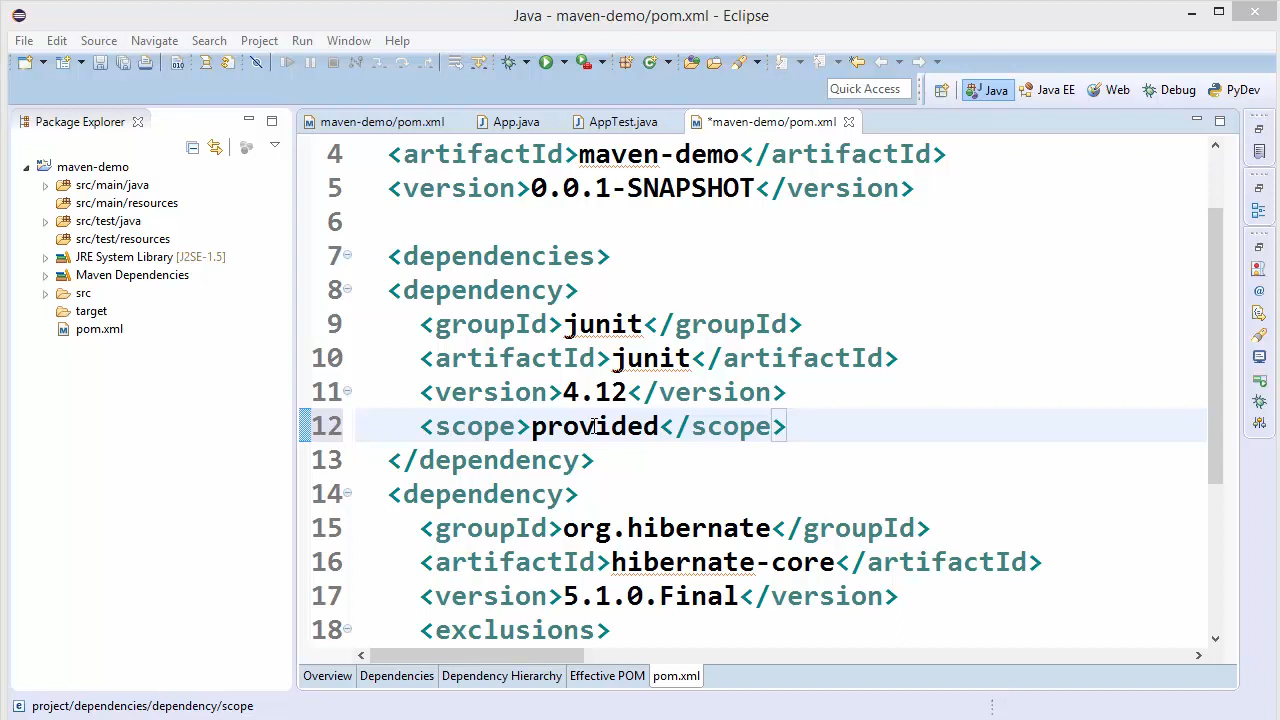 Java - maven-demo/pom.xml - Eclipse
File Edit Source Navigate Search Project Run Window Help
Quick Access Java Java EE Web Debug PyDev
Package Explorer
maven-demo
src/main/java
src/main/resources
src/test/java
src/test/resources
JRE System Library [J2SE-1.5]
Maven Dependencies
src
target
pom.xml
maven-demo/pom.xml App.java AppTest.java *maven-demo/pom.xml
4 <artifactId>maven-demo</artifactId>
5 <version>0.0.1-SNAPSHOT</version>
6
7 <dependencies>
8 <dependency>
9 <groupId>junit</groupId>
10 <artifactId>junit</artifactId>
11 <version>4.12</version>
12 <scope>provided</scope>
13 </dependency>
14 <dependency>
15 <groupId>org.hibernate</groupId>
16 <artifactId>hibernate-core</artifactId>
17 <version>5.1.0.Final</version>
18 <exclusions>
Overview Dependencies Dependency Hierarchy Effective POM pom.xml
project/dependencies/dependency/scope